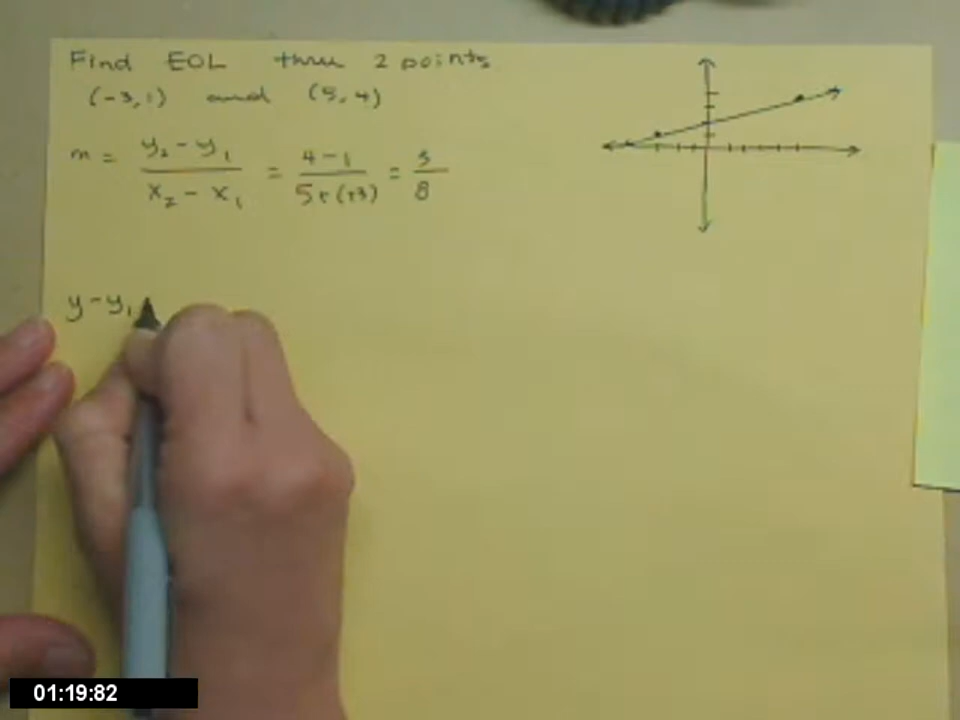 Find EOL thru 2 points
(-3,1) and (5,4)
m = y₂ - y₁ / x₂ - x₁ = 4 - 1 / 5+(+3) = 3 / 8
y - y₁
01:19:82